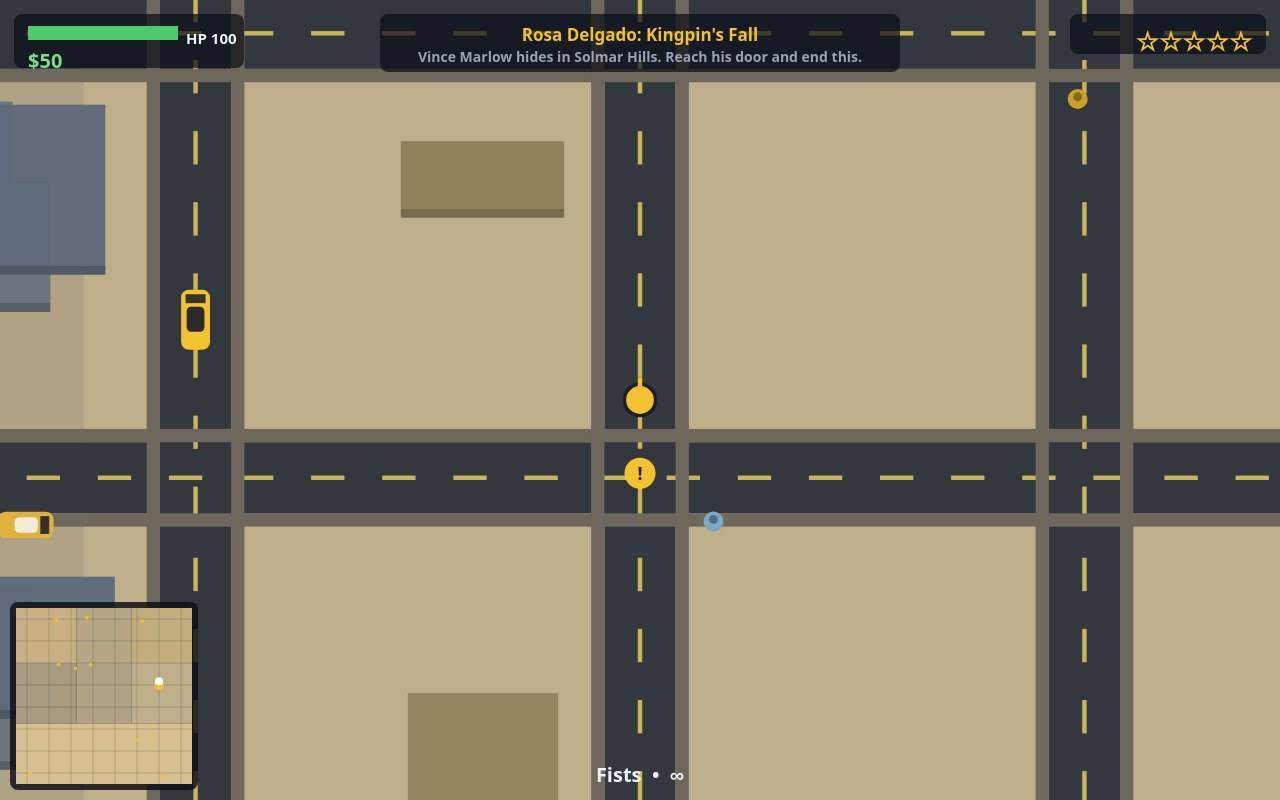 HP 100
$50
Rosa Delgado: Kingpin's Fall
Vince Marlow hides in Solmar Hills. Reach his door and end this.
☆☆☆☆☆
!
Fists • ∞